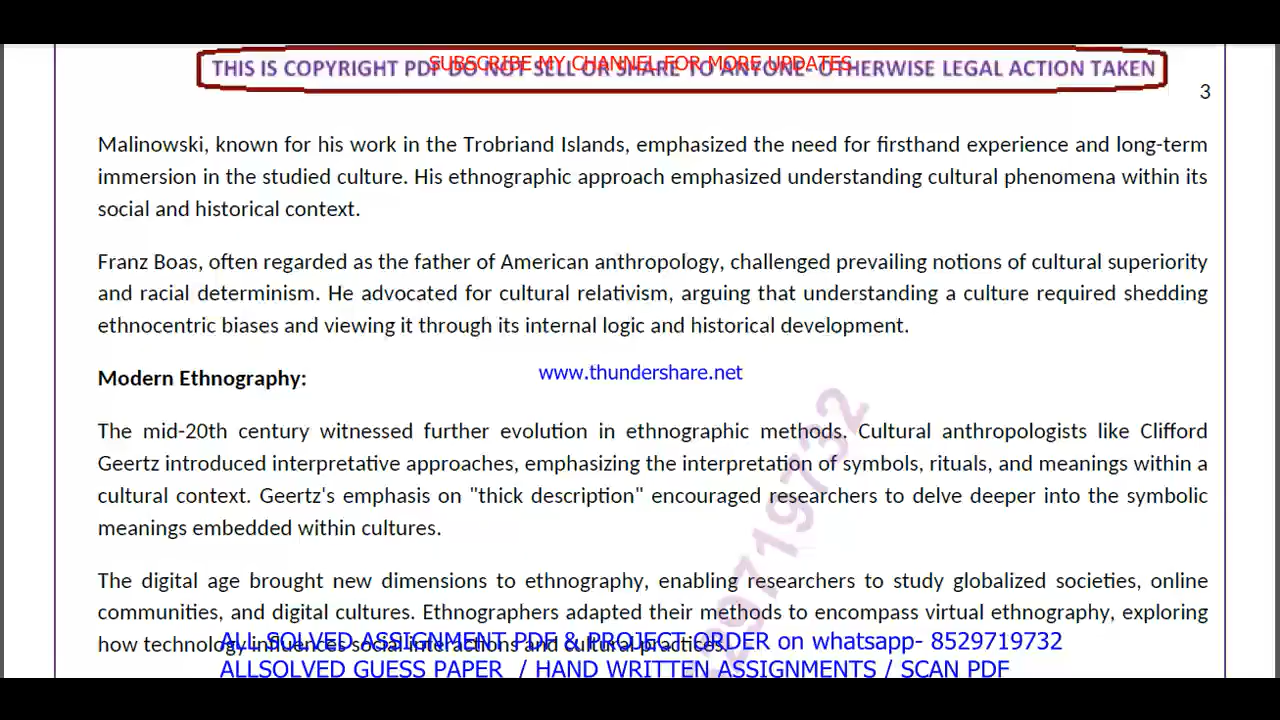 SUBSCRIBE MY CHANNEL FOR MORE UPDATES
THIS IS COPYRIGHT PDF DO NOT SELL OR SHARE TO ANYONE- OTHERWISE LEGAL ACTION TAKEN
3
Malinowski, known for his work in the Trobriand Islands, emphasized the need for firsthand experience and long-term
immersion in the studied culture. His ethnographic approach emphasized understanding cultural phenomena within its
social and historical context.
Franz Boas, often regarded as the father of American anthropology, challenged prevailing notions of cultural superiority
and racial determinism. He advocated for cultural relativism, arguing that understanding a culture required shedding
ethnocentric biases and viewing it through its internal logic and historical development.
www.thundershare.net
Modern Ethnography:
The mid-20th century witnessed further evolution in ethnographic methods. Cultural anthropologists like Clifford
Geertz introduced interpretative approaches, emphasizing the interpretation of symbols, rituals, and meanings within a
cultural context. Geertz's emphasis on "thick description" encouraged researchers to delve deeper into the symbolic
meanings embedded within cultures.
The digital age brought new dimensions to ethnography, enabling researchers to study globalized societies, online
communities, and digital cultures. Ethnographers adapted their methods to encompass virtual ethnography, exploring
how technology influences social interactions and cultural practices.
ALL SOLVED ASSIGNMENT PDF & PROJECT ORDER on whatsapp- 8529719732
ALLSOLVED GUESS PAPER / HAND WRITTEN ASSIGNMENTS / SCAN PDF
29719732